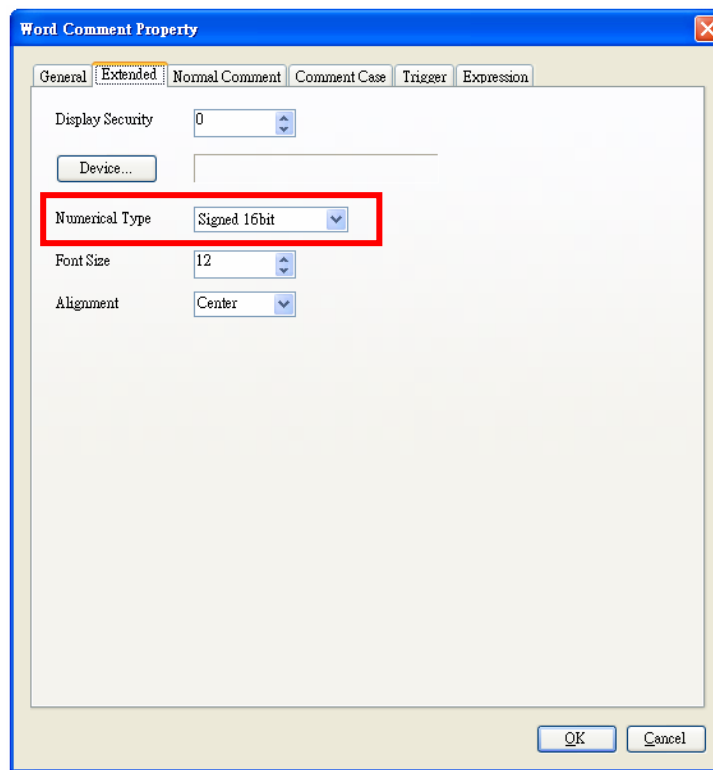 Word Comment Property
General Extended Normal Comment Comment Case Trigger Expression
Display Security 0
Device...
Numerical Type Signed 16bit
Font Size 12
Alignment Center
OK Cancel